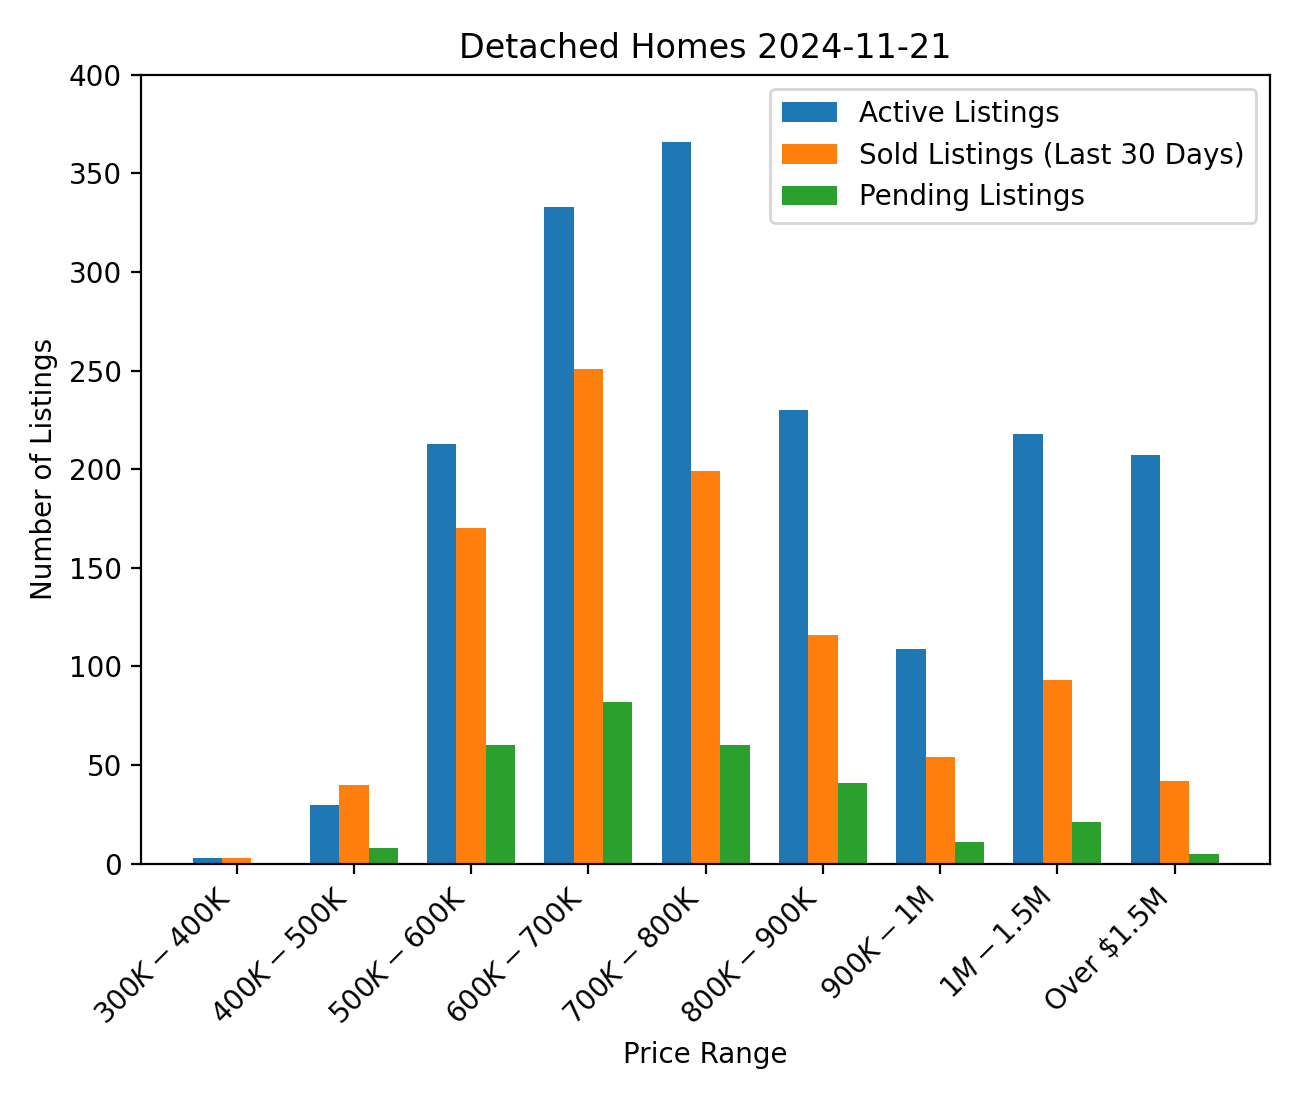 Detached Homes 2024-11-21
400
350
300
250
200
150
100
50
0
Number of Listings
Active Listings
Sold Listings (Last 30 Days)
Pending Listings
300K − 400K
400K − 500K
500K − 600K
600K − 700K
700K − 800K
800K − 900K
900K − 1M
1M − 1.5M
Over $1.5M
Price Range